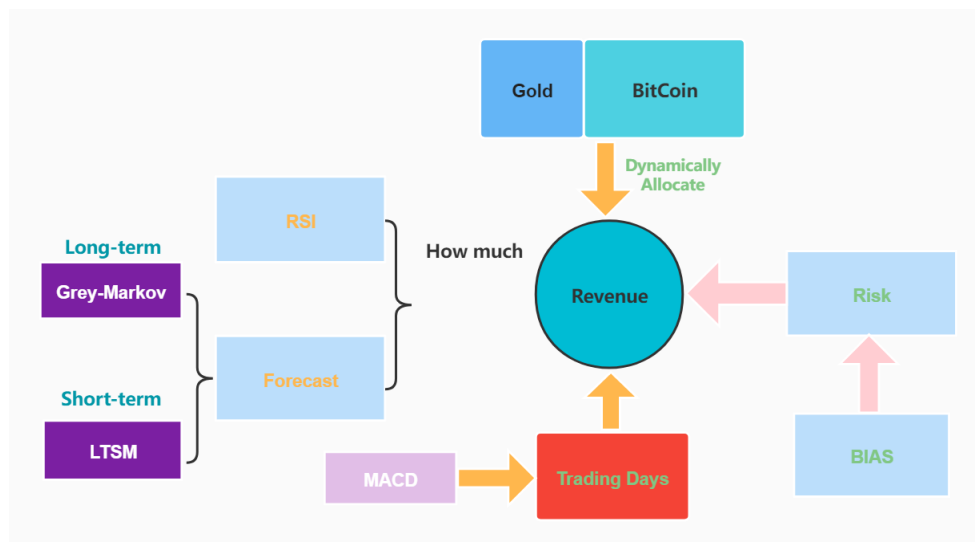 Gold
BitCoin
Dynamically
Allocate
RSI
Long-term
How much
Grey-Markov
Revenue
Risk
Forecast
Short-term
LTSM
MACD
Trading Days
BIAS